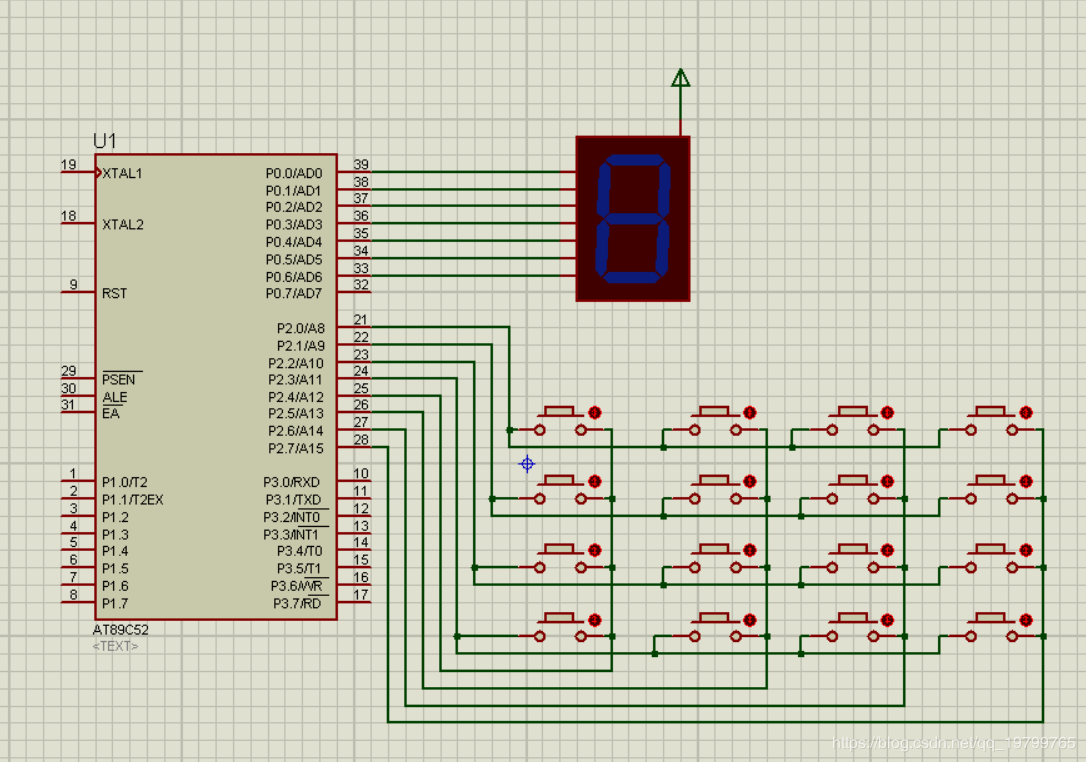 U1
19 XTAL1 P0.0/AD0 39
P0.1/AD1 38
P0.2/AD2 37
18 XTAL2 P0.3/AD3 36
P0.4/AD4 35
P0.5/AD5 34
P0.6/AD6 33
9 RST P0.7/AD7 32
P2.0/A8 21
P2.1/A9 22
P2.2/A10 23
29 PSEN P2.3/A11 24
30 ALE P2.4/A12 25
31 EA P2.5/A13 26
P2.6/A14 27
P2.7/A15 28
1 P1.0/T2 P3.0/RXD 10
2 P1.1/T2EX P3.1/TXD 11
3 P1.2 P3.2/INT0 12
4 P1.3 P3.3/INT1 13
5 P1.4 P3.4/T0 14
6 P1.5 P3.5/T1 15
7 P1.6 P3.6/WR 16
8 P1.7 P3.7/RD 17
AT89C52
<TEXT>
https://blog.csdn.net/qq_19799765